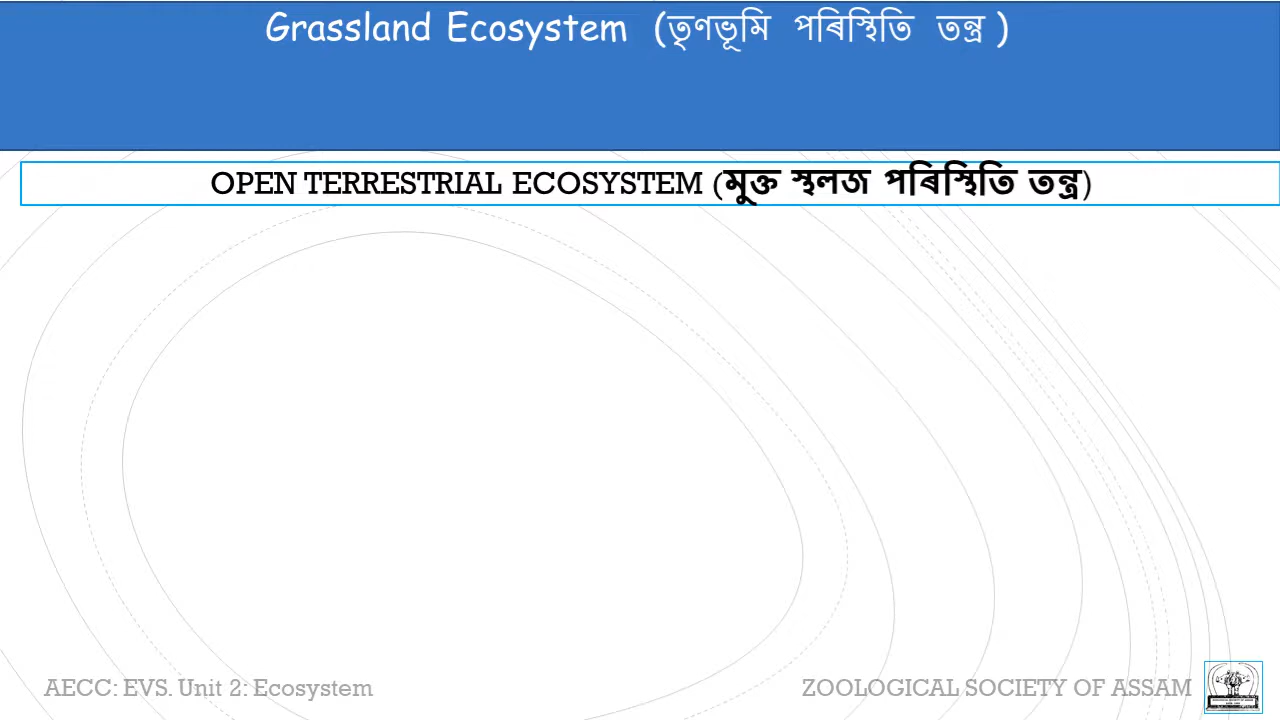 Grassland Ecosystem (তৃণভূমি পৰিস্থিতি তন্ত্ৰ )
OPEN TERRESTRIAL ECOSYSTEM (মুক্ত স্থলজ পৰিস্থিতি তন্ত্ৰ)
AECC: EVS. Unit 2: Ecosystem
ZOOLOGICAL SOCIETY OF ASSAM